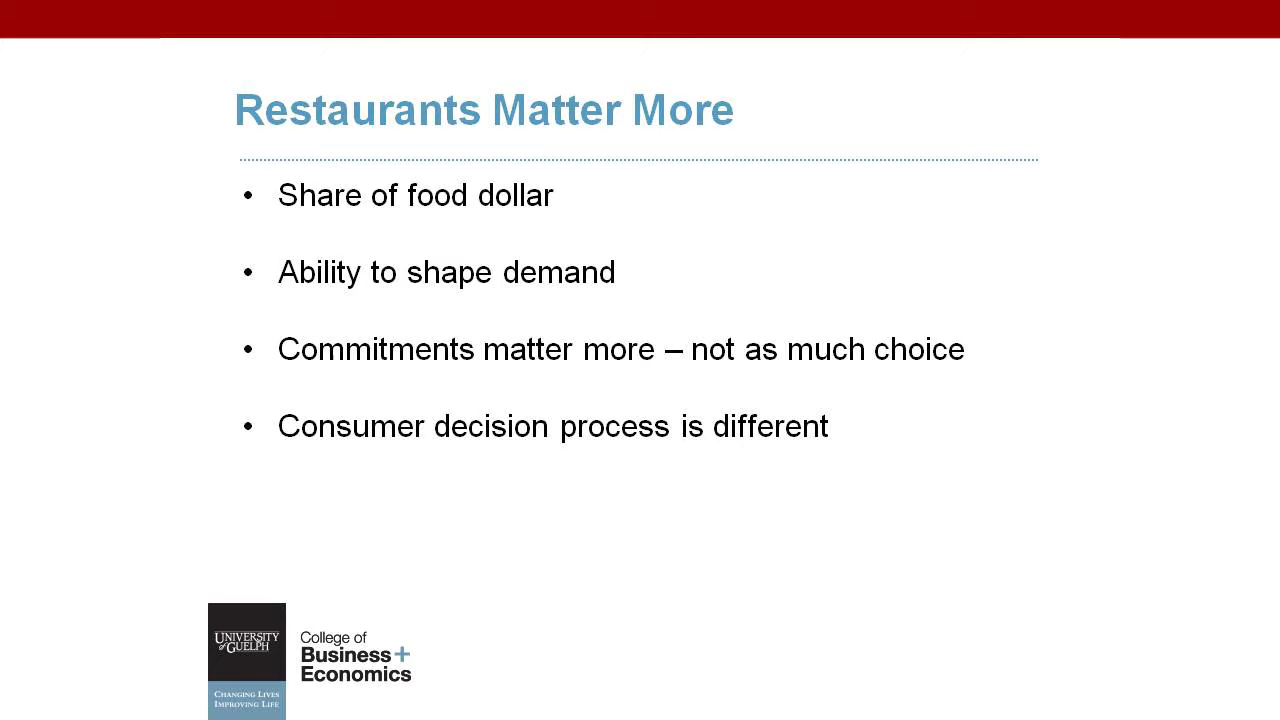 Restaurants Matter More
• Share of food dollar
• Ability to shape demand
• Commitments matter more – not as much choice
• Consumer decision process is different
UNIVERSITY
of GUELPH
CHANGING LIVES
IMPROVING LIFE
College of
Business+
Economics